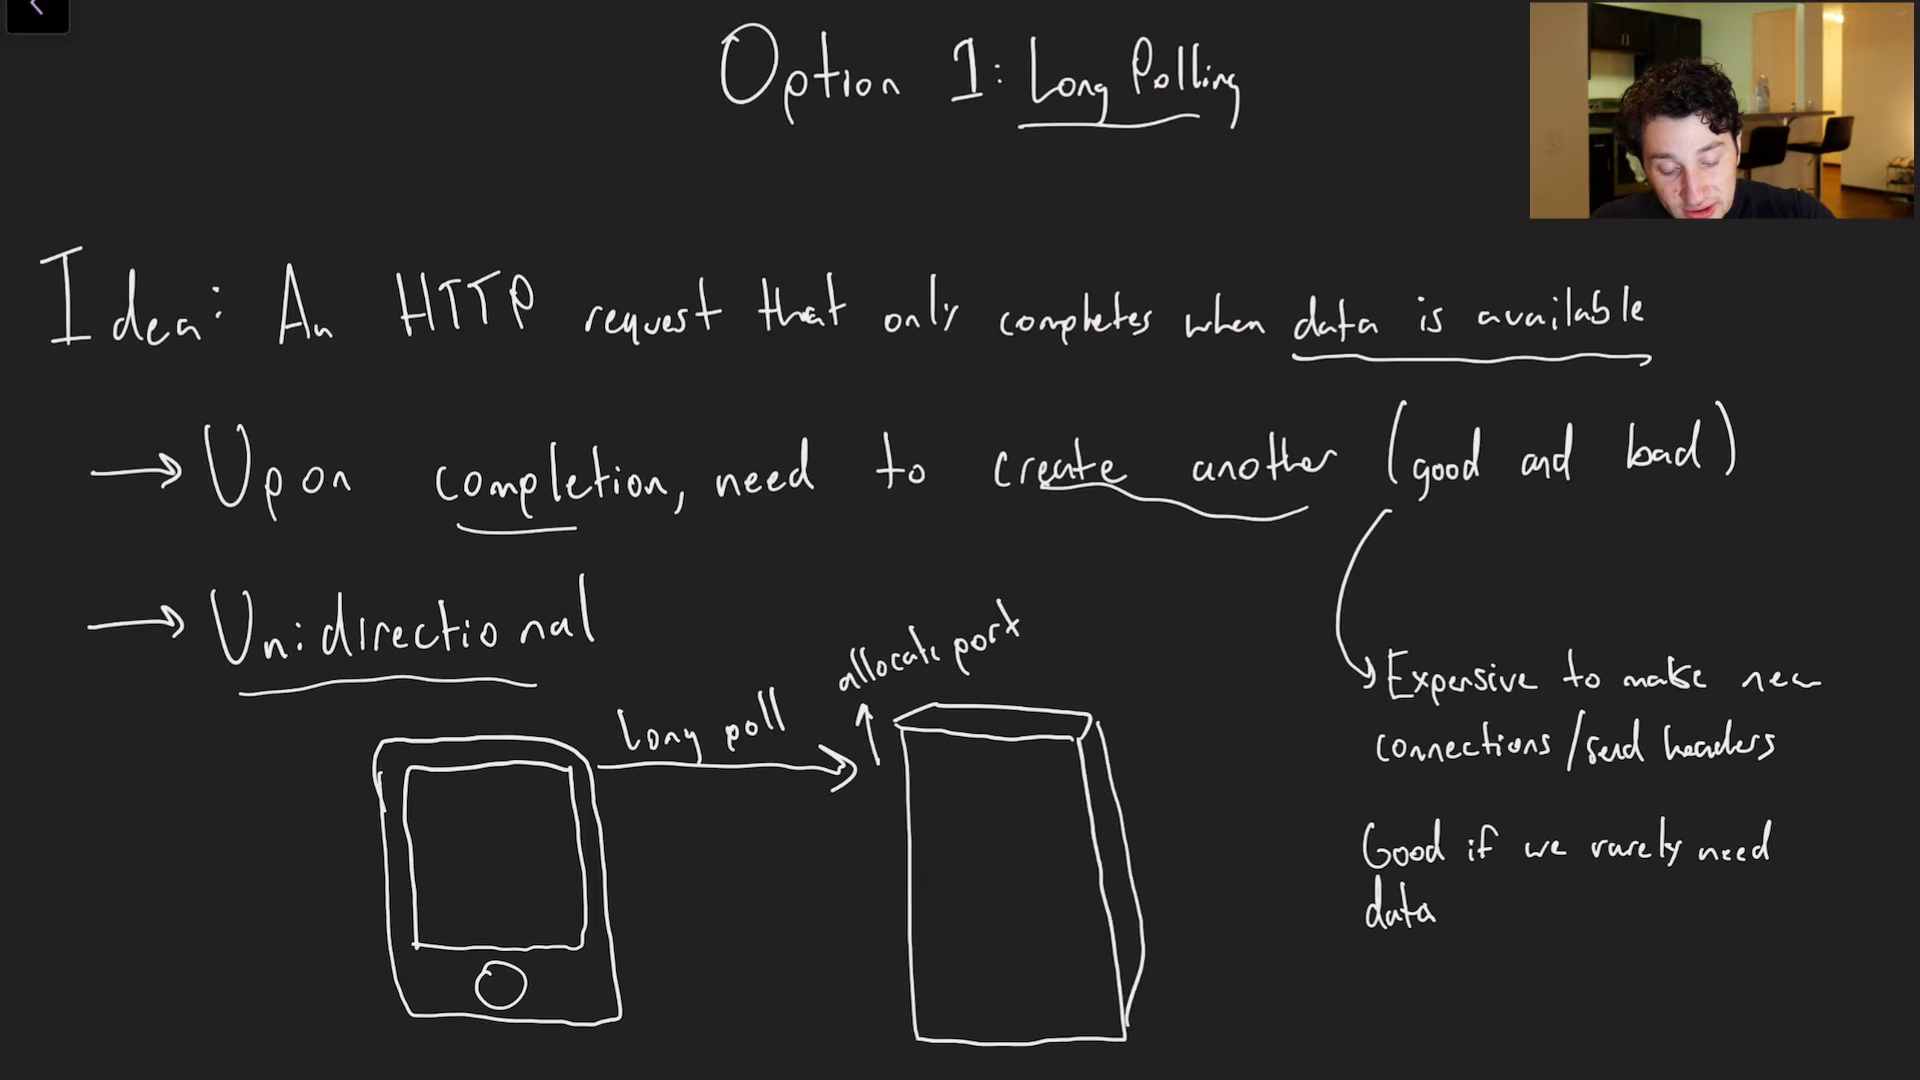 Option 1: Long Polling
Idea: An HTTP request that only completes when data is available
→ Upon completion, need to create another (good and bad)
→ Unidirectional
allocate port
Long poll
Expensive to make new
connections/send headers
Good if we rarely need
data